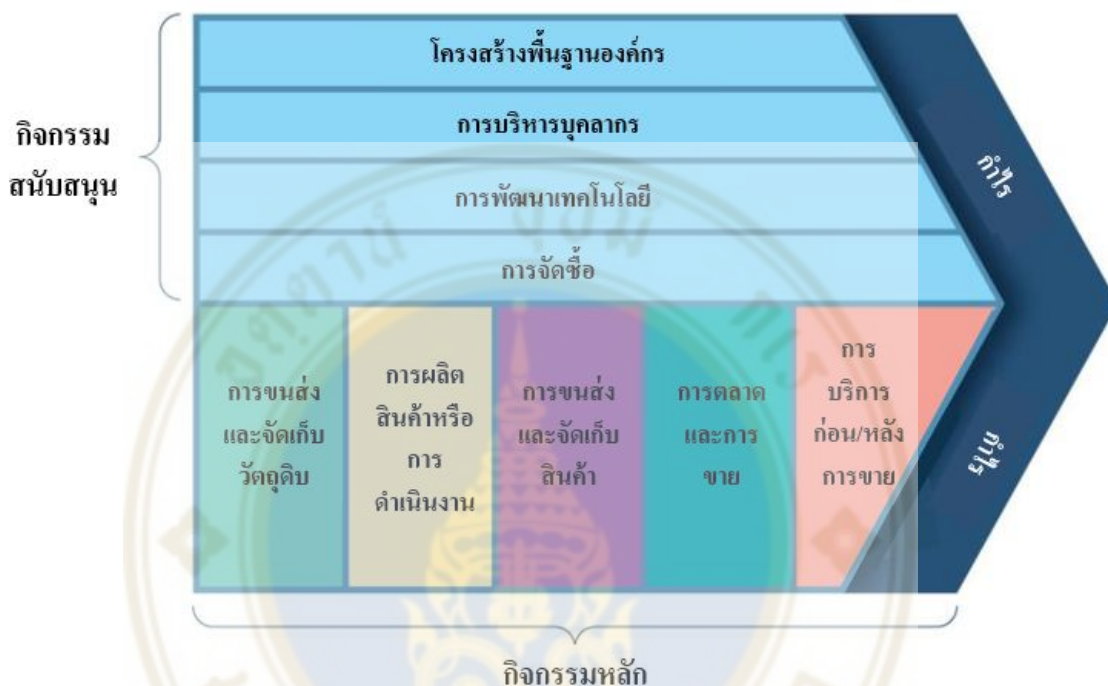 โครงสร้างพื้นฐานองค์กร
การบริหารบุคลากร
กิจกรรม
สนับสนุน
การพัฒนาเทคโนโลยี
การจัดซื้อ
กำไร
การขนส่ง
และจัดเก็บ
วัตถุดิบ
การผลิต
สินค้าหรือ
การ
ดำเนินงาน
การขนส่ง
และจัดเก็บ
สินค้า
การตลาด
และการ
ขาย
การ
บริการ
ก่อน/หลัง
การขาย
กำไร
กิจกรรมหลัก